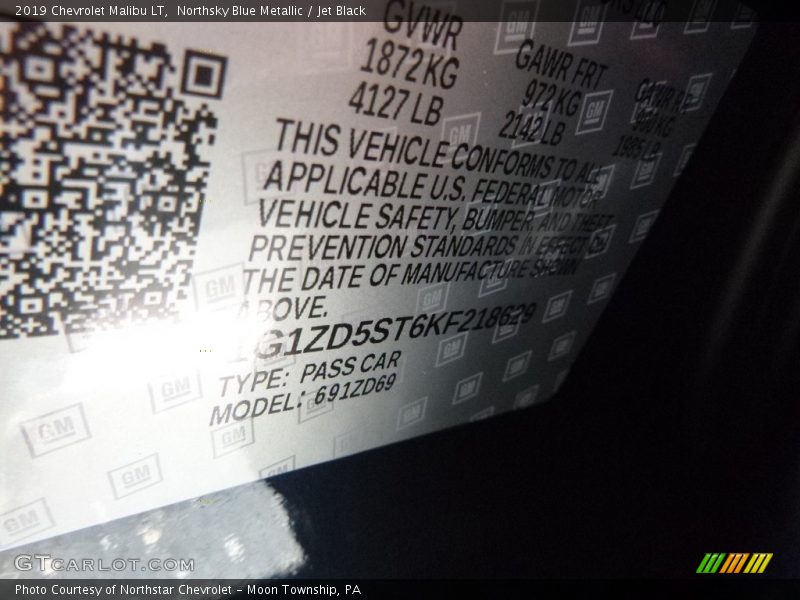 2019 Chevrolet Malibu LT, Northsky Blue Metallic / Jet Black
GVWR GAWR FRT GAWR
1872 KG 972 KG
4127 LB 2142 LB
THIS VEHICLE CONFORMS TO ALL
APPLICABLE U.S. FEDERAL MOTOR
VEHICLE SAFETY, BUMPER, AND THEFT
PREVENTION STANDARDS IN EFFECT ON
THE DATE OF MANUFACTURE SHOWN
ABOVE.
1G1ZD5ST6KF218629
TYPE: PASS CAR
MODEL: 691ZD69
GTCARLOT.COM
Photo Courtesy of Northstar Chevrolet - Moon Township, PA